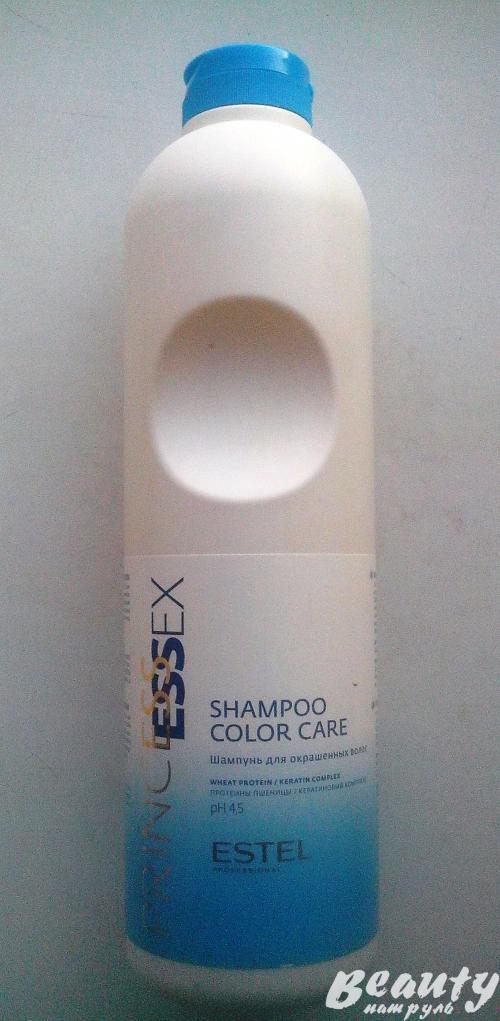 PRINCESS ESSEX
SHAMPOO
COLOR CARE
Шампунь для окрашенных волос
WHEAT PROTEIN / KERATIN COMPLEX
ПРОТЕИНЫ ПШЕНИЦЫ / КЕРАТИНОВЫЙ КОМПЛЕКС
pH 4,5
ESTEL
PROFESSIONAL
Beauty
патруль